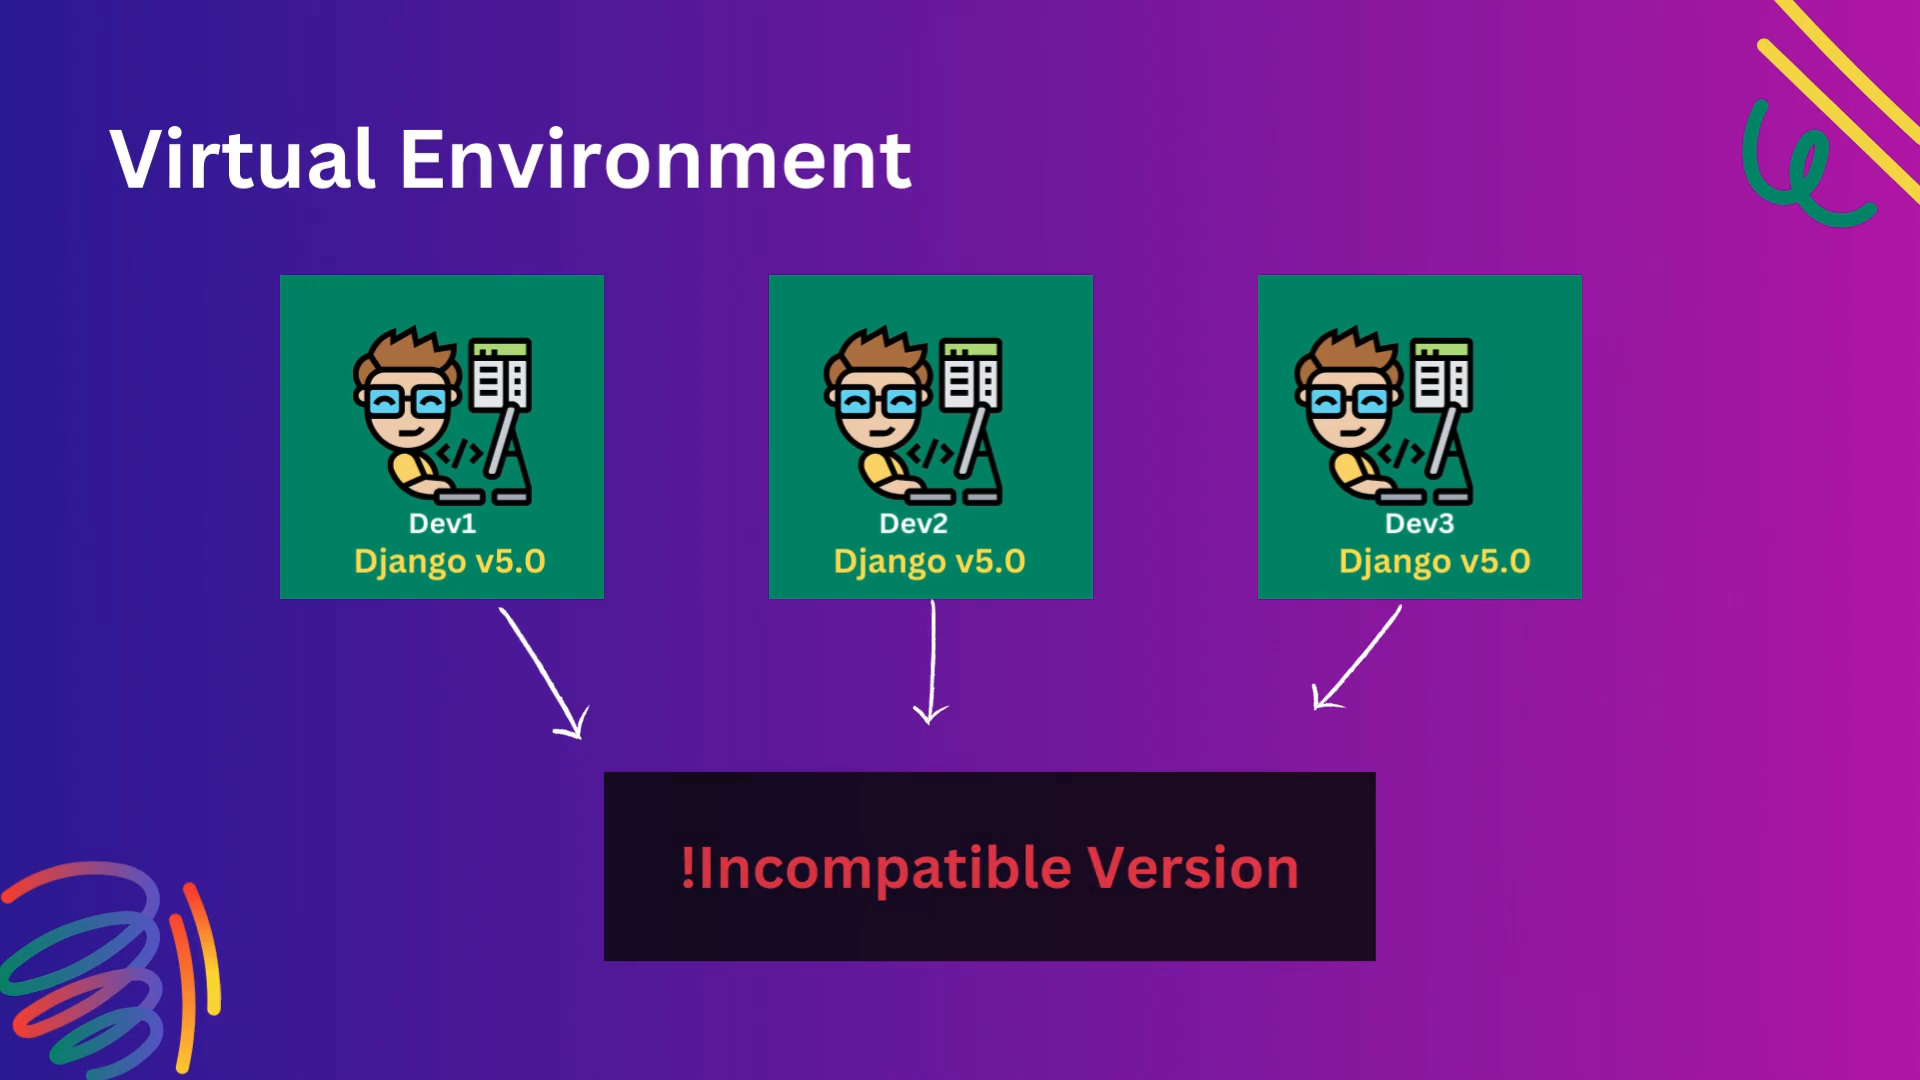 Virtual Environment
Dev1
Django v5.0
Dev2
Django v5.0
Dev3
Django v5.0
!Incompatible Version